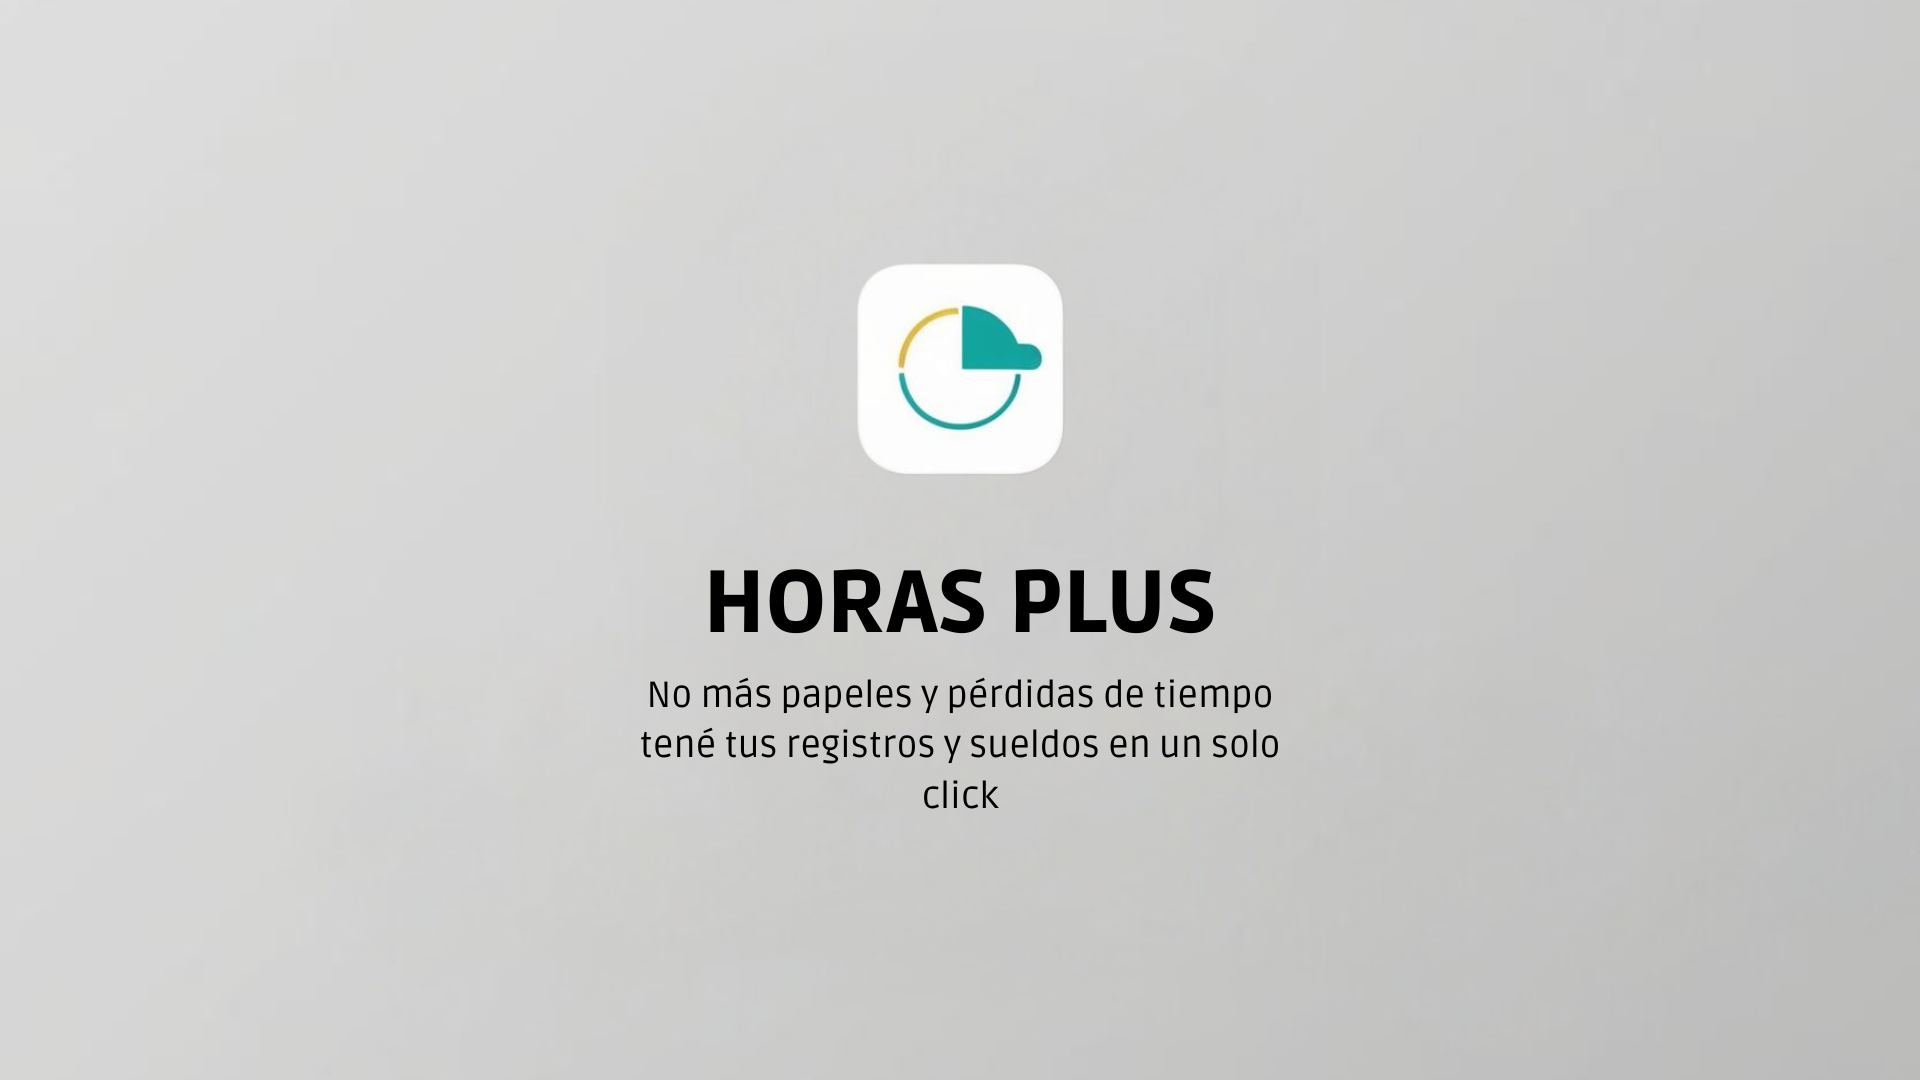 HORAS PLUS
No más papeles y pérdidas de tiempo
tené tus registros y sueldos en un solo
click